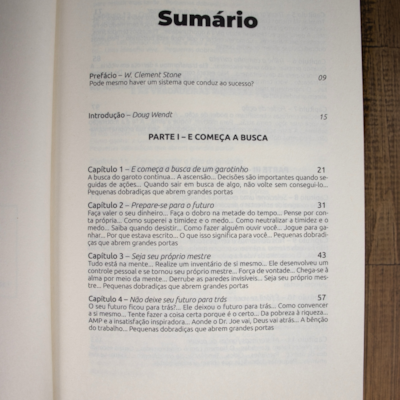 Sumário
Prefácio – W. Clement Stone 09
Pode mesmo haver um sistema que conduz ao sucesso?
Introdução – Doug Wendt 15
PARTE I – E COMEÇA A BUSCA
Capítulo 1 – E começa a busca de um garotinho 21
A busca do garoto continua... A ascensão... Decisões são importantes quando se-
guidas de ações... Quando sair em busca de algo, não volte sem consegui-lo...
Pequenas dobradiças que abrem grandes portas
Capítulo 2 – Prepare-se para o futuro 31
Faça valer o seu dinheiro... Faça o dobro na metade do tempo... Pense por con-
ta própria... Como superar a timidez e o medo... Como neutralizar a timidez e o
medo... Saiba quando desistir... Como fazer alguém ouvir você... Jogue para ga-
nhar... Por que estava escrito... O que isso significa para você... Pequenas dobradi-
ças que abrem grandes portas
Capítulo 3 – Seja seu próprio mestre 43
Tudo está na mente... Realize um inventário de si mesmo... Ele desenvolveu um
controle pessoal e se tornou seu próprio mestre... Força de vontade... Chega-se à
alma por meio da mente... Derrube as paredes invisíveis... Seja seu próprio mes-
tre... Pequenas dobradiças que abrem grandes portas
Capítulo 4 – Não deixe seu futuro para trás 57
O seu futuro ficou para trás?... Ele deixou o futuro para trás... Como convencer
a si mesmo... Tente fazer a coisa certa porque é o certo... Da pobreza à riqueza...
AMP e a insatisfação inspiradora... Aonde o Dr. Joe vai, Deus vai atrás... A bênção
do trabalho... Pequenas dobradiças que abrem grandes portas